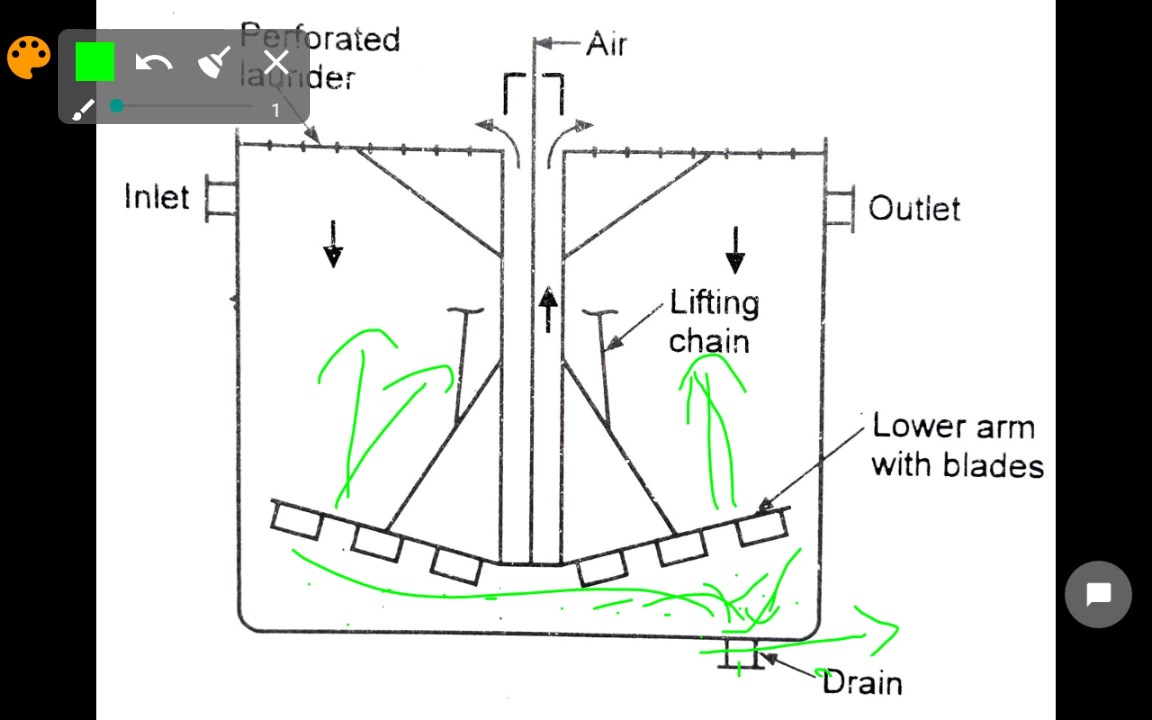 Perforated
launder
Air
1
Inlet
Outlet
Lifting
chain
Lower arm
with blades
Drain